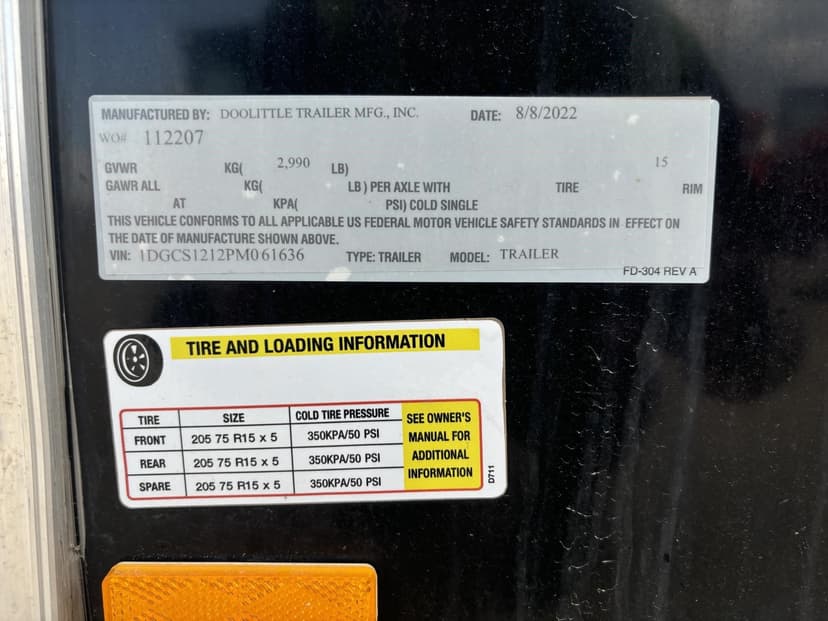 MANUFACTURED BY: DOOLITTLE TRAILER MFG., INC. DATE: 8/8/2022
WO# 112207
GVWR KG( 2,990 LB) 15
GAWR ALL KG( LB ) PER AXLE WITH TIRE RIM
AT KPA( PSI) COLD SINGLE
THIS VEHICLE CONFORMS TO ALL APPLICABLE US FEDERAL MOTOR VEHICLE SAFETY STANDARDS IN EFFECT ON
THE DATE OF MANUFACTURE SHOWN ABOVE.
VIN: 1DGCS1212PM061636 TYPE: TRAILER MODEL: TRAILER
FD-304 REV A
TIRE AND LOADING INFORMATION
TIRE SIZE COLD TIRE PRESSURE SEE OWNER'S
FRONT 205 75 R15 x 5 350KPA/50 PSI MANUAL FOR
REAR 205 75 R15 x 5 350KPA/50 PSI ADDITIONAL
SPARE 205 75 R15 x 5 350KPA/50 PSI INFORMATION
D711